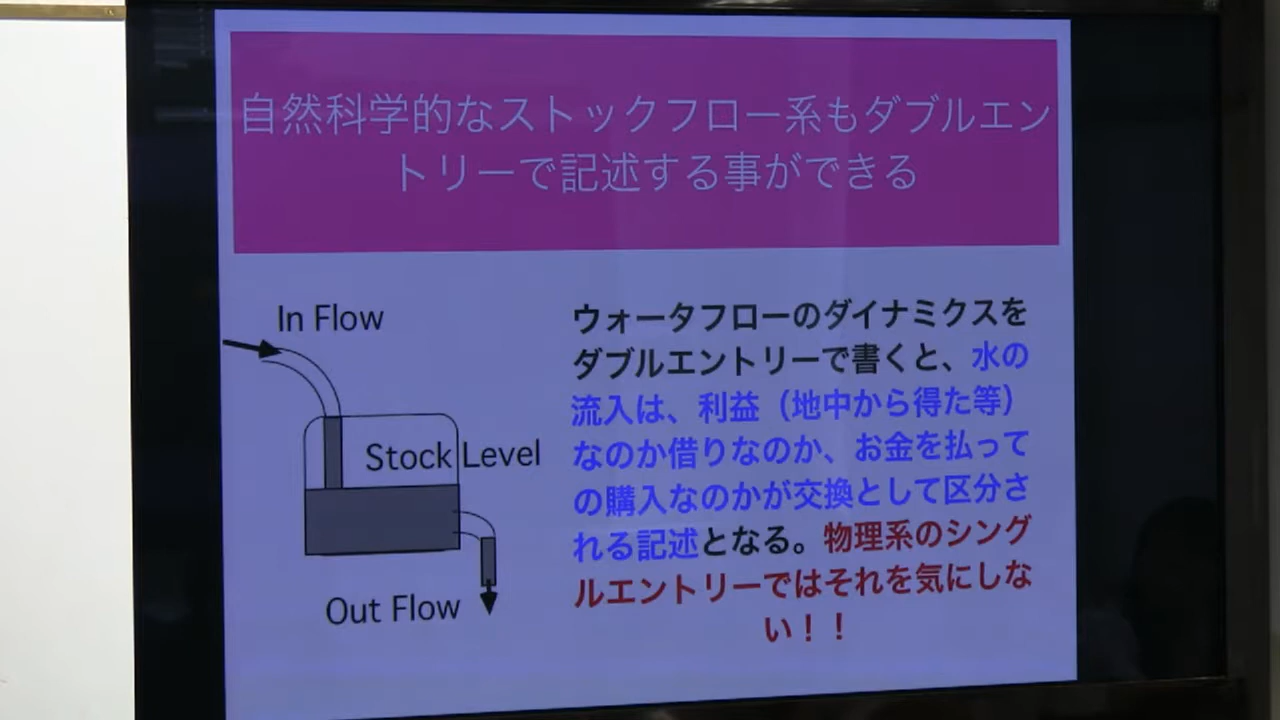 自然科学的なストックフロー系もダブルエン
トリーで記述する事ができる
In Flow
Stock Level
Out Flow
ウォータフローのダイナミクスを
ダブルエントリーで書くと、水の
流入は、利益（地中から得た等）
なのか借りなのか、お金を払って
の購入なのかが交換として区分さ
れる記述となる。物理系のシング
ルエントリーではそれを気にしな
い！！